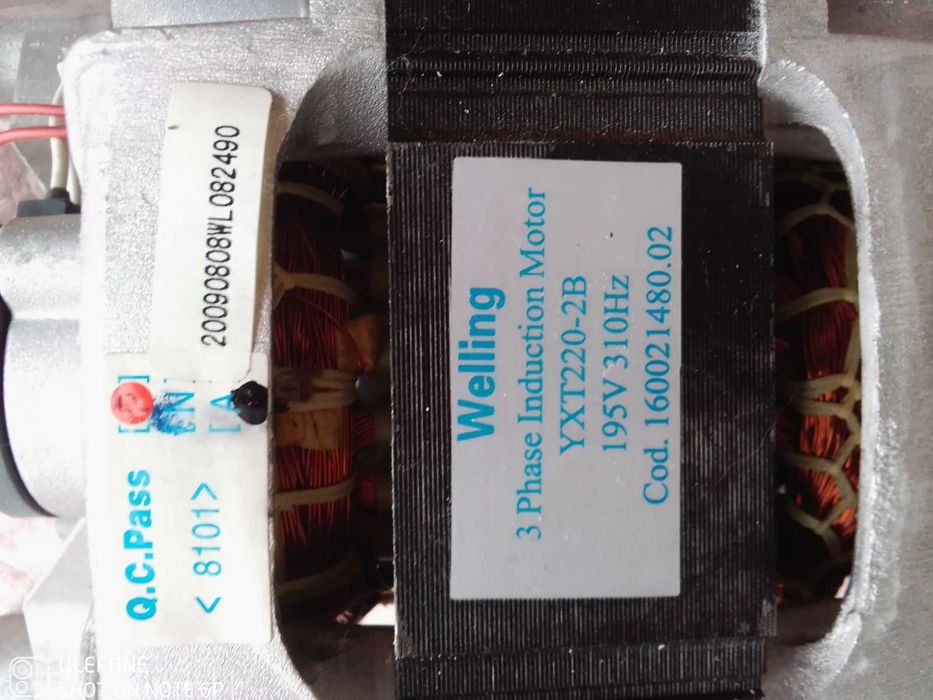 Q.C.Pass [A]
< 8101> [N]
[A]
20090808WL082490
Welling
3 Phase Induction Motor
YXT220-2B
195V 310Hz
Cod. 16002021480.02
ULEFONE
SHOT ON NOTE 6P